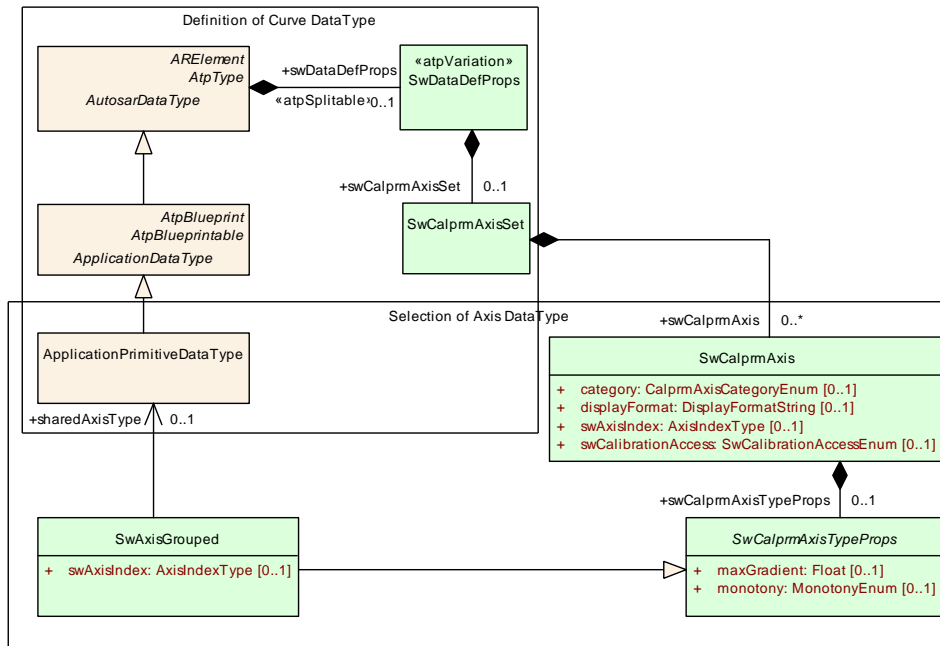 Definition of Curve DataType
ARElement
AtpType
AutosarDataType
+swDataDefProps
«atpSplitable»
0..1
«atpVariation»
SwDataDefProps
+swCalprmAxisSet
0..1
AtpBlueprint
AtpBlueprintable
ApplicationDataType
SwCalprmAxisSet
Selection of Axis DataType
+swCalprmAxis
0..*
ApplicationPrimitiveDataType
SwCalprmAxis
+ category: CalprmAxisCategoryEnum [0..1]
+ displayFormat: DisplayFormatString [0..1]
+ swAxisIndex: AxisIndexType [0..1]
+ swCalibrationAccess: SwCalibrationAccessEnum [0..1]
+sharedAxisType
0..1
+swCalprmAxisTypeProps
0..1
SwAxisGrouped
+ swAxisIndex: AxisIndexType [0..1]
SwCalprmAxisTypeProps
+ maxGradient: Float [0..1]
+ monotony: MonotonyEnum [0..1]